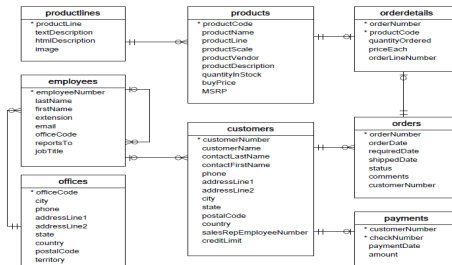 productlines
* productLine
textDescription
htmlDescription
image
products
* productCode
productName
productLine
productScale
productVendor
productDescription
quantityInStock
buyPrice
MSRP
orderdetails
* orderNumber
* productCode
quantityOrdered
priceEach
orderLineNumber
employees
* employeeNumber
lastName
firstName
extension
email
officeCode
reportsTo
jobTitle
customers
* customerNumber
customerName
contactLastName
contactFirstName
phone
addressLine1
addressLine2
city
state
postalCode
country
salesRepEmployeeNumber
creditLimit
orders
* orderNumber
orderDate
requiredDate
shippedDate
status
comments
customerNumber
offices
* officeCode
city
phone
addressLine1
addressLine2
state
country
postalCode
territory
payments
* customerNumber
* checkNumber
paymentDate
amount